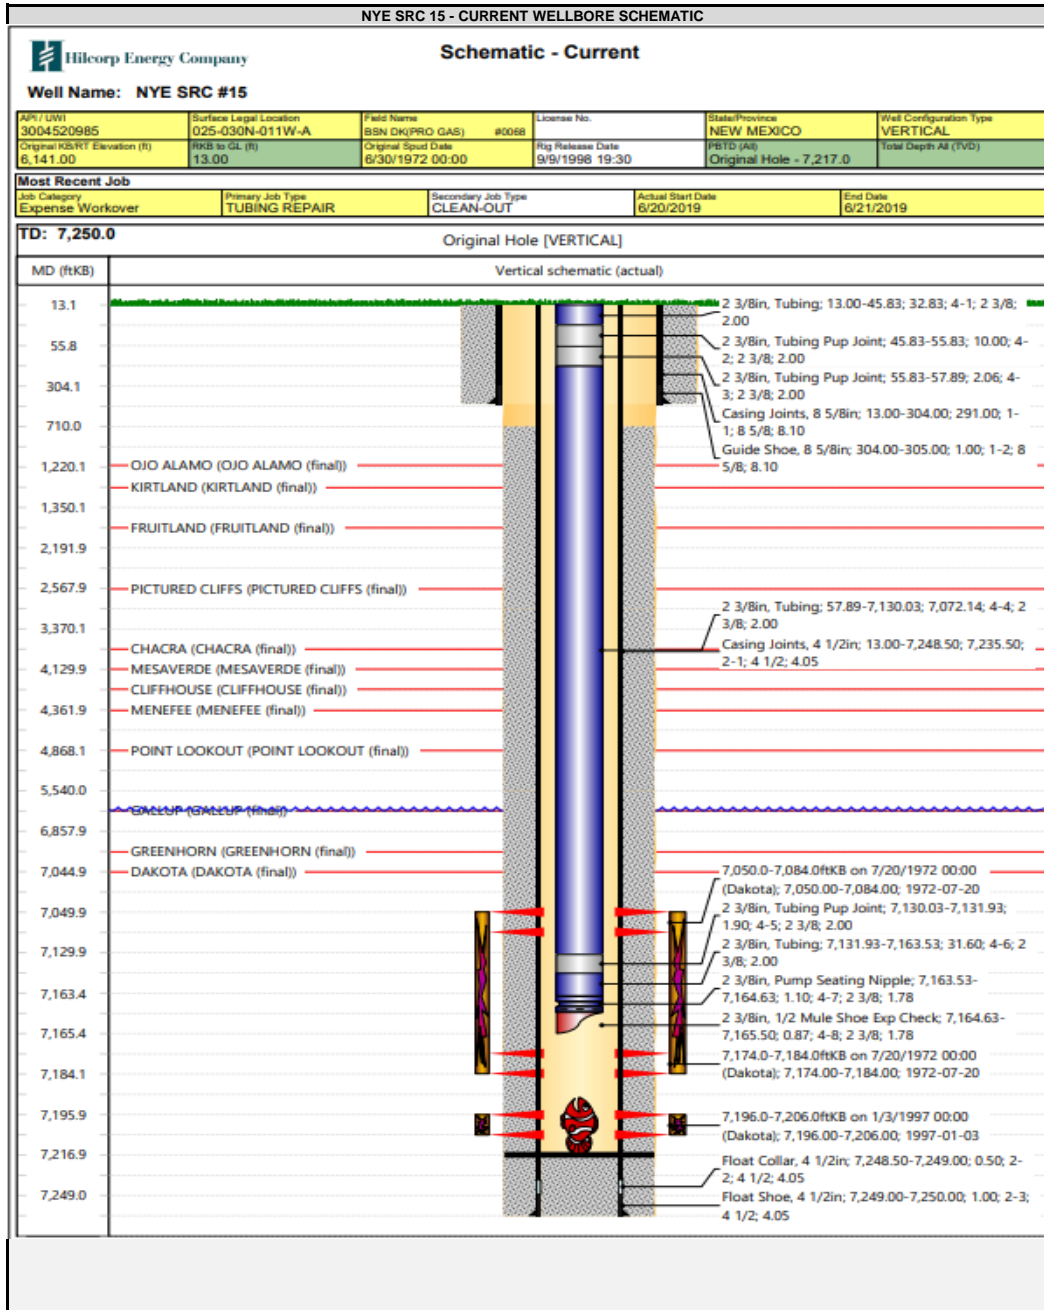 NYE SRC 15 - CURRENT WELLBORE SCHEMATIC
Hilcorp Energy Company
Schematic - Current
Well Name: NYE SRC #15
API / UWI
3004520985
Surface Legal Location
025-030N-011W-A
Field Name
BSN DK(PRO GAS) #0068
License No.
State/Province
NEW MEXICO
Well Configuration Type
VERTICAL
Original KB/RT Elevation (ft)
6,141.00
RKB to GL (ft)
13.00
Original Spud Date
6/30/1972 00:00
Rig Release Date
9/9/1998 19:30
PBTD (All)
Original Hole - 7,217.0
Total Depth All (TVD)
Most Recent Job
Job Category
Expense Workover
Primary Job Type
TUBING REPAIR
Secondary Job Type
CLEAN-OUT
Actual Start Date
6/20/2019
End Date
6/21/2019
TD: 7,250.0
Original Hole [VERTICAL]
MD (ftKB)
Vertical schematic (actual)
13.1
55.8
304.1
710.0
1,220.1
1,350.1
2,191.9
2,567.9
3,370.1
4,129.9
4,361.9
4,868.1
5,540.0
6,857.9
7,044.9
7,049.9
7,129.9
7,163.4
7,165.4
7,184.1
7,195.9
7,216.9
7,249.0
OJO ALAMO (OJO ALAMO (final))
KIRTLAND (KIRTLAND (final))
FRUITLAND (FRUITLAND (final))
PICTURED CLIFFS (PICTURED CLIFFS (final))
CHACRA (CHACRA (final))
MESAVERDE (MESAVERDE (final))
CLIFFHOUSE (CLIFFHOUSE (final))
MENEFEE (MENEFEE (final))
POINT LOOKOUT (POINT LOOKOUT (final))
GALLUP (GALLUP (final))
GREENHORN (GREENHORN (final))
DAKOTA (DAKOTA (final))
2 3/8in, Tubing; 13.00-45.83; 32.83; 4-1; 2 3/8;
2.00
2 3/8in, Tubing Pup Joint; 45.83-55.83; 10.00; 4-
2; 2 3/8; 2.00
2 3/8in, Tubing Pup Joint; 55.83-57.89; 2.06; 4-
3; 2 3/8; 2.00
Casing Joints, 8 5/8in; 13.00-304.00; 291.00; 1-
1; 8 5/8; 8.10
Guide Shoe, 8 5/8in; 304.00-305.00; 1.00; 1-2; 8
5/8; 8.10
2 3/8in, Tubing; 57.89-7,130.03; 7,072.14; 4-4; 2
3/8; 2.00
Casing Joints, 4 1/2in; 13.00-7,248.50; 7,235.50;
2-1; 4 1/2; 4.05
7,050.0-7,084.0ftKB on 7/20/1972 00:00
(Dakota); 7,050.00-7,084.00; 1972-07-20
2 3/8in, Tubing Pup Joint; 7,130.03-7,131.93;
1.90; 4-5; 2 3/8; 2.00
2 3/8in, Tubing; 7,131.93-7,163.53; 31.60; 4-6; 2
3/8; 2.00
2 3/8in, Pump Seating Nipple; 7,163.53-
7,164.63; 1.10; 4-7; 2 3/8; 1.78
2 3/8in, 1/2 Mule Shoe Exp Check; 7,164.63-
7,165.50; 0.87; 4-8; 2 3/8; 1.78
7,174.0-7,184.0ftKB on 7/20/1972 00:00
(Dakota); 7,174.00-7,184.00; 1972-07-20
7,196.0-7,206.0ftKB on 1/3/1997 00:00
(Dakota); 7,196.00-7,206.00; 1997-01-03
Float Collar, 4 1/2in; 7,248.50-7,249.00; 0.50; 2-
2; 4 1/2; 4.05
Float Shoe, 4 1/2in; 7,249.00-7,250.00; 1.00; 2-3;
4 1/2; 4.05